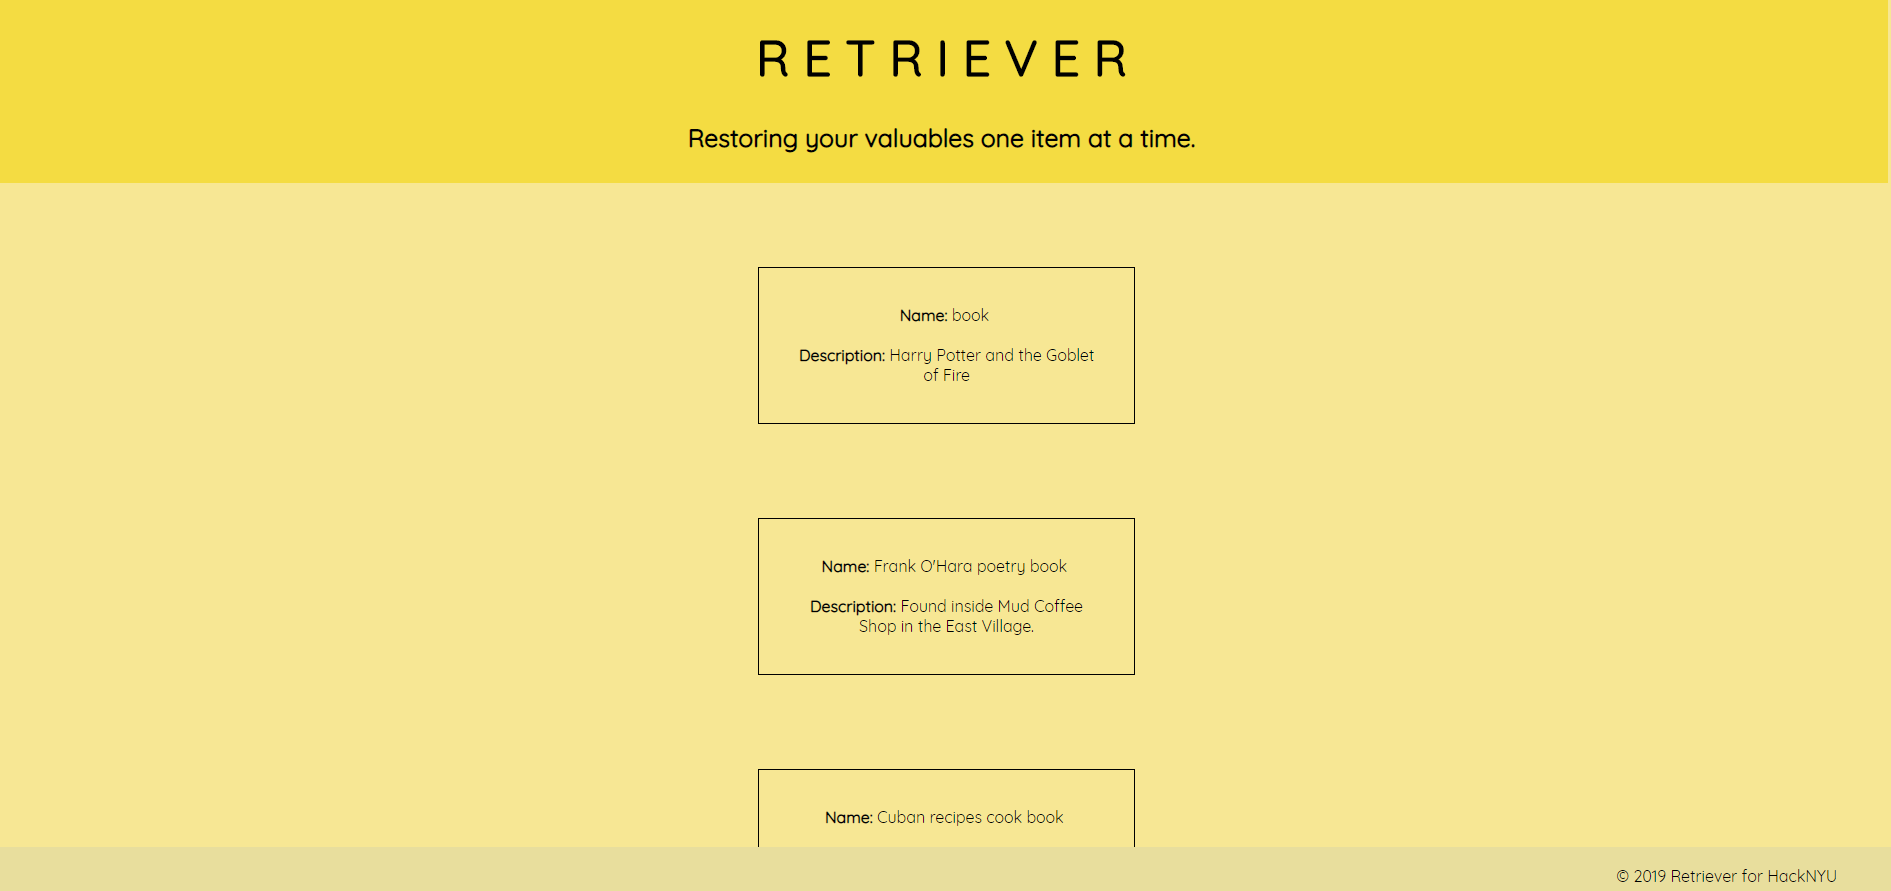 RETRIEVER
Restoring your valuables one item at a time.
Name: book
Description: Harry Potter and the Goblet
of Fire
Name: Frank O'Hara poetry book
Description: Found inside Mud Coffee
Shop in the East Village.
Name: Cuban recipes cook book
© 2019 Retriever for HackNYU